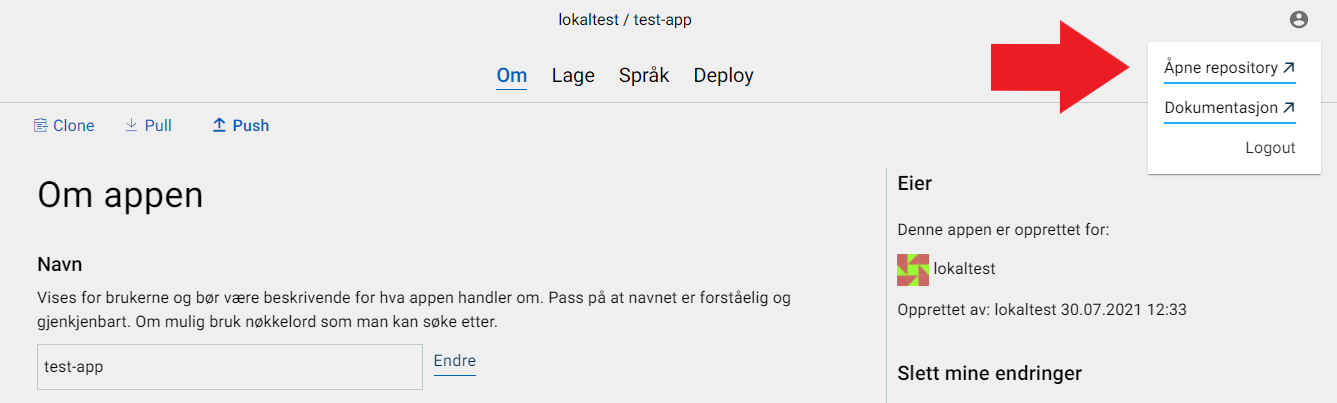 lokaltest / test-app
Om Lage Språk Deploy
Åpne repository
Dokumentasjon
Logout
Clone Pull Push
Om appen
Navn
Vises for brukerne og bør være beskrivende for hva appen handler om. Pass på at navnet er forståelig og
gjenkjenbart. Om mulig bruk nøkkelord som man kan søke etter.
test-app Endre
Eier
Denne appen er opprettet for:
lokaltest
Opprettet av: lokaltest 30.07.2021 12:33
Slett mine endringer